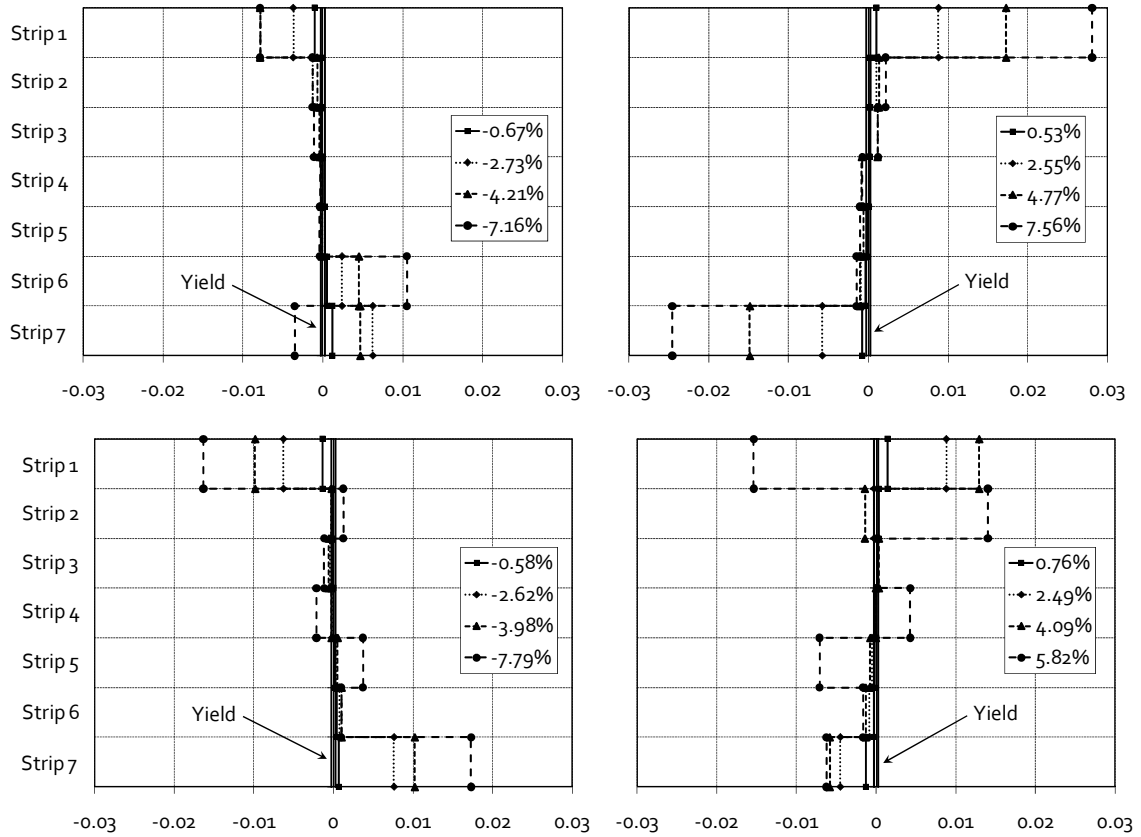 Strip 1
Strip 2
Strip 3
Strip 4
Strip 5
Strip 6
Strip 7
-0.67%
-2.73%
-4.21%
-7.16%
Yield
-0.03 -0.02 -0.01 0 0.01 0.02 0.03
0.53%
2.55%
4.77%
7.56%
Yield
-0.03 -0.02 -0.01 0 0.01 0.02 0.03
Strip 1
Strip 2
Strip 3
Strip 4
Strip 5
Strip 6
Strip 7
-0.58%
-2.62%
-3.98%
-7.79%
Yield
-0.03 -0.02 -0.01 0 0.01 0.02 0.03
0.76%
2.49%
4.09%
5.82%
Yield
-0.03 -0.02 -0.01 0 0.01 0.02 0.03